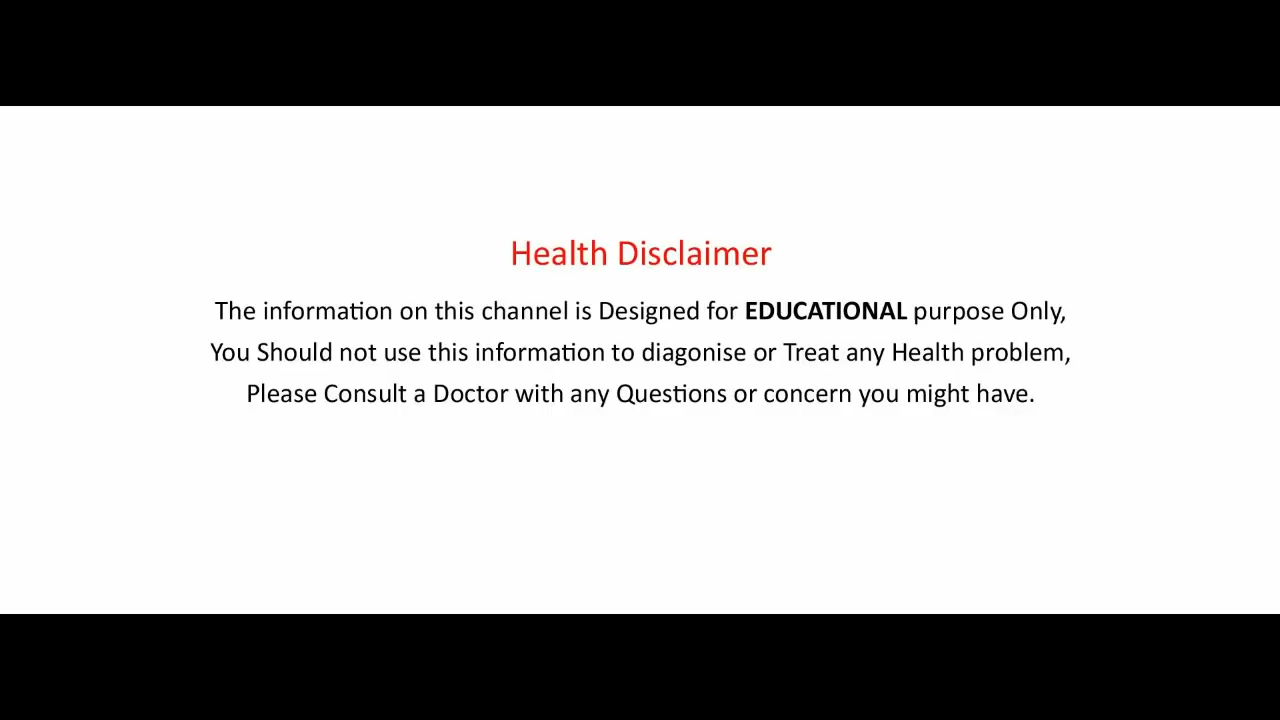 Health Disclaimer
The information on this channel is Designed for EDUCATIONAL purpose Only,
You Should not use this information to diagonise or Treat any Health problem,
Please Consult a Doctor with any Questions or concern you might have.